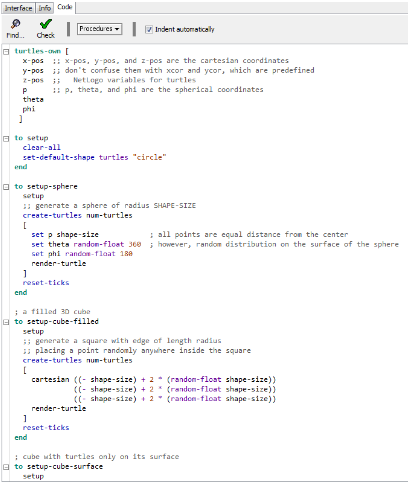 Interface Info Code
Find... Check Procedures Indent automatically
turtles-own [
x-pos ;; x-pos, y-pos, and z-pos are the cartesian coordinates
y-pos ;; don't confuse them with xcor and ycor, which are predefined
z-pos ;; NetLogo variables for turtles
p ;; p, theta, and phi are the spherical coordinates
theta
phi
]
to setup
clear-all
set-default-shape turtles "circle"
end
to setup-sphere
setup
;; generate a sphere of radius SHAPE-SIZE
create-turtles num-turtles
[
set p shape-size ; all points are equal distance from the center
set theta random-float 360 ; however, random distribution on the surface of the sphere
set phi random-float 180
render-turtle
]
reset-ticks
end
; a filled 3D cube
to setup-cube-filled
setup
;; generate a square with edge of length radius
;; placing a point randomly anywhere inside the square
create-turtles num-turtles
[
cartesian ((- shape-size) + 2 * (random-float shape-size))
((- shape-size) + 2 * (random-float shape-size))
((- shape-size) + 2 * (random-float shape-size))
render-turtle
]
reset-ticks
end
; cube with turtles only on its surface
to setup-cube-surface
setup